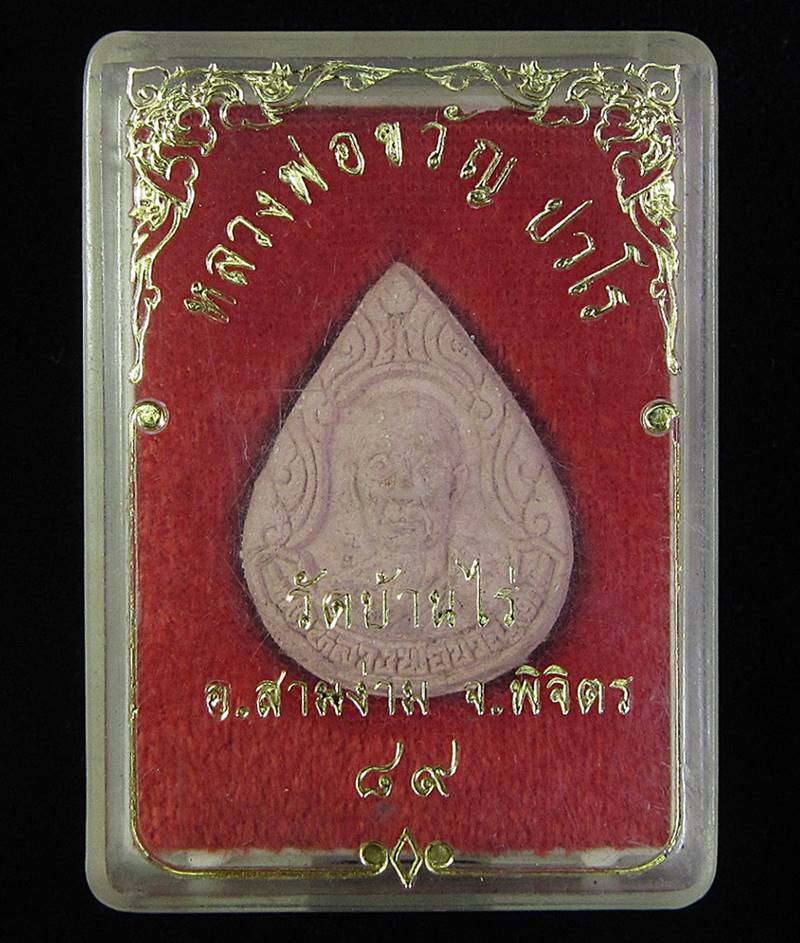 หลวงพ่อขวัญ ปวโร
วัดบ้านไร่
อ.สามง่าม จ.พิจิตร
๘๙